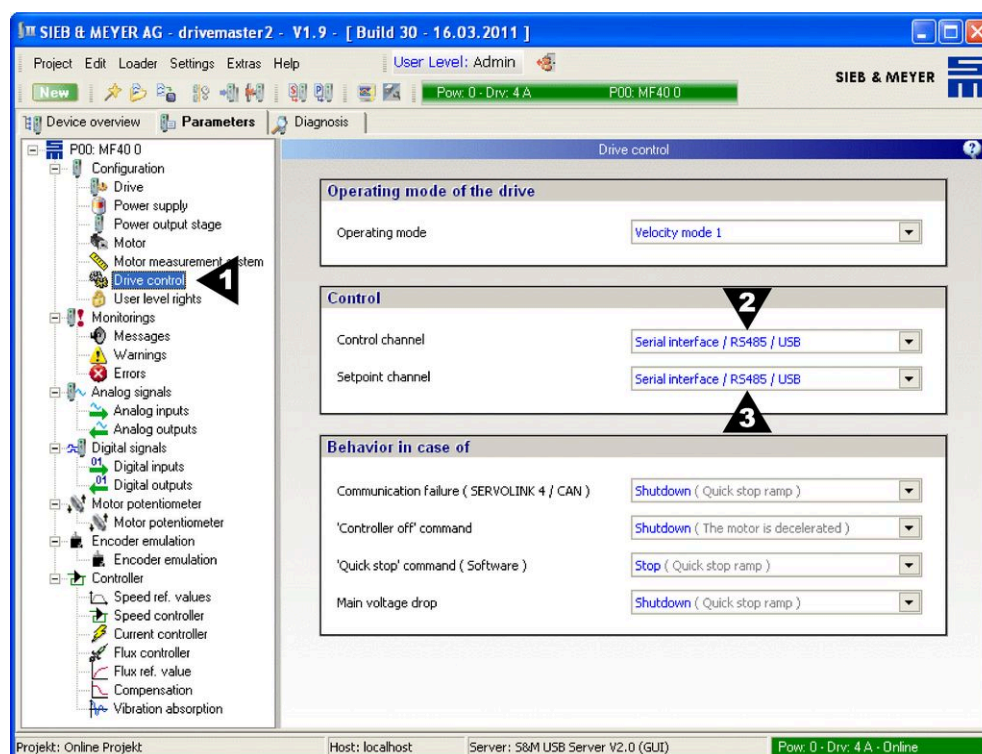 SIEB & MEYER AG - drivemaster2 - V1.9 - [ Build 30 - 16.03.2011 ]
Project Edit Loader Settings Extras Help User Level: Admin
SIEB & MEYER
New Pow: 0 - Drv: 4 A P00: MF40 0
Device overview Parameters Diagnosis
P00: MF40 0
Configuration
Drive
Power supply
Power output stage
Motor
Motor measurement system
Drive control
User level rights
Monitorings
Messages
Warnings
Errors
Analog signals
Analog inputs
Analog outputs
Digital signals
Digital inputs
Digital outputs
Motor potentiometer
Motor potentiometer
Encoder emulation
Encoder emulation
Controller
Speed ref. values
Speed controller
Current controller
Flux controller
Flux ref. value
Compensation
Vibration absorption
1
Drive control
Operating mode of the drive
Operating mode Velocity mode 1
Control
2
Control channel Serial interface / RS485 / USB
Setpoint channel Serial interface / RS485 / USB
3
Behavior in case of
Communication failure ( SERVOLINK 4 / CAN ) Shutdown ( Quick stop ramp )
'Controller off' command Shutdown ( The motor is decelerated )
'Quick stop' command ( Software ) Stop ( Quick stop ramp )
Main voltage drop Shutdown ( Quick stop ramp )
Projekt: Online Projekt Host: localhost Server: S&M USB Server V2.0 (GUI) Pow: 0 - Drv: 4 A - Online